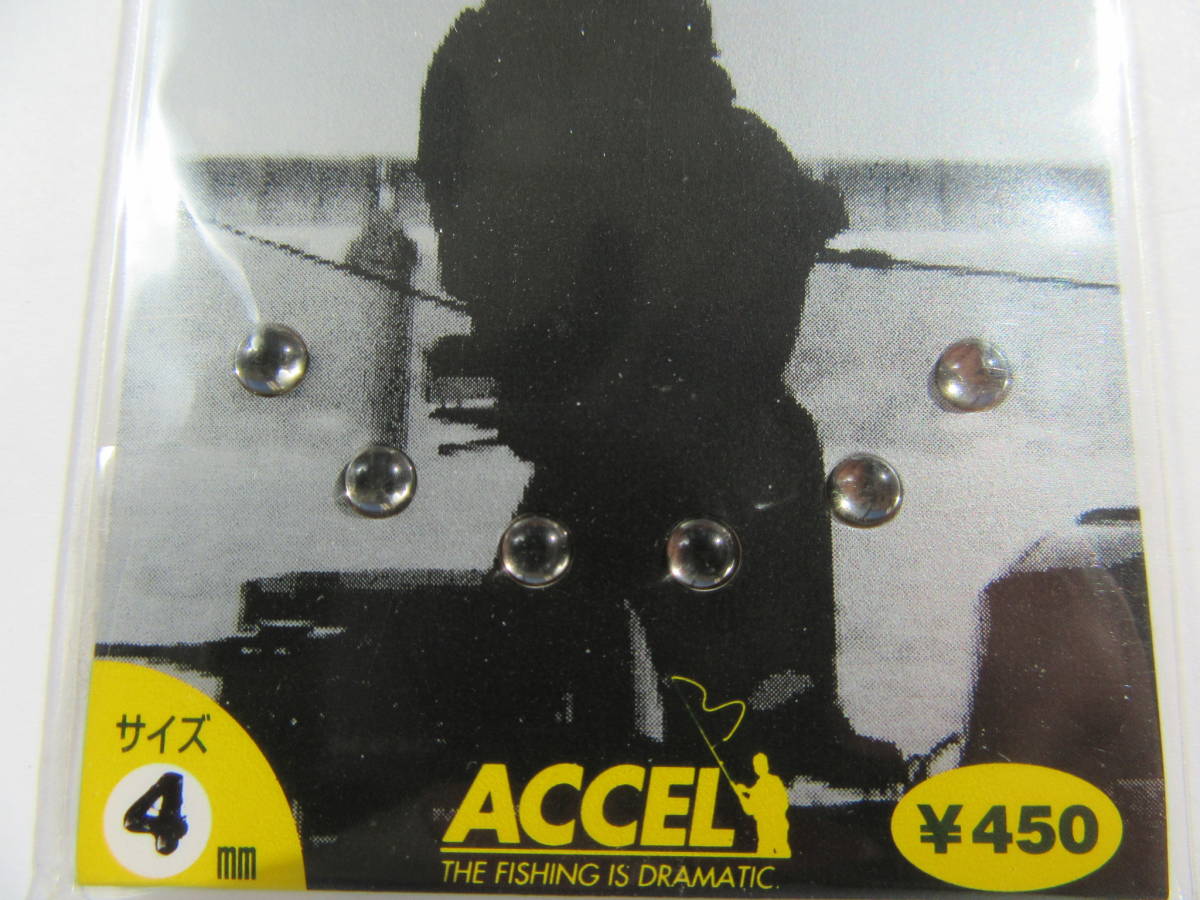 サイズ
4
mm
ACCEL
THE FISHING IS DRAMATIC.
¥450